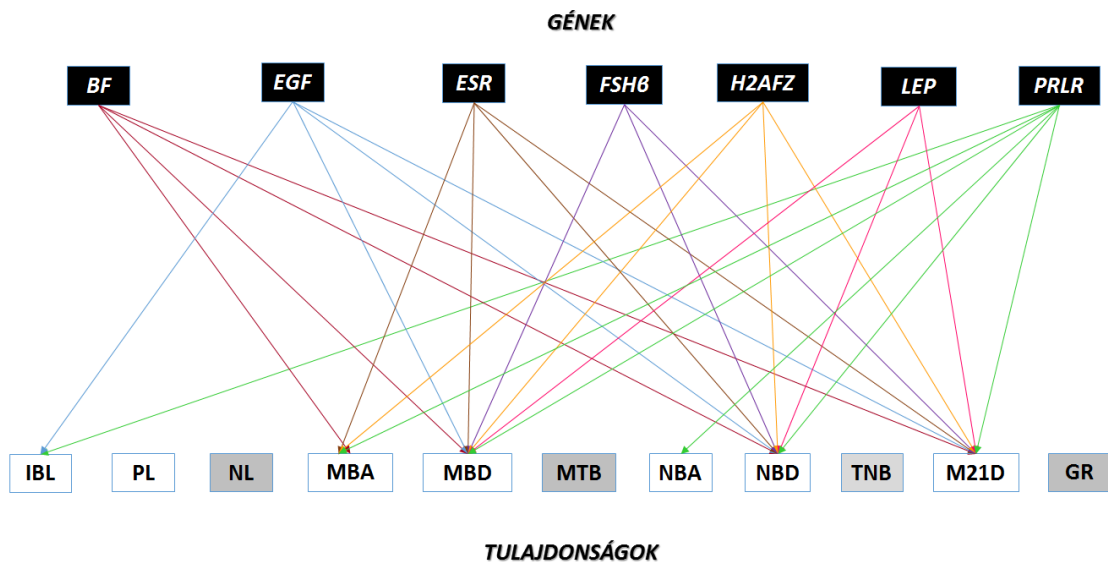 GÉNEK
BF EGF ESR FSHβ H2AFZ LEP PRLR
IBL PL NL MBA MBD MTB NBA NBD TNB M21D GR
TULAJDONSÁGOK